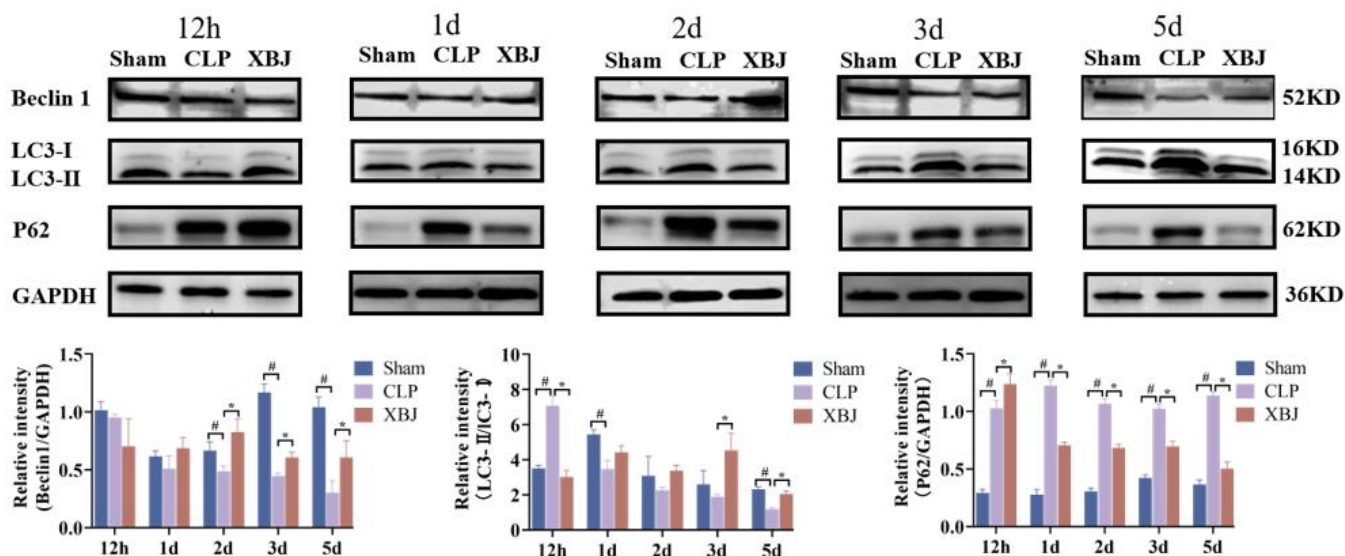 12h 1d 2d 3d 5d
Sham CLP XBJ Sham CLP XBJ Sham CLP XBJ Sham CLP XBJ Sham CLP XBJ
Beclin 1 52KD
LC3-I 16KD
LC3-II 14KD
P62 62KD
GAPDH 36KD
Relative intensity
(Beclin1/GAPDH)
1.5
1.0
0.5
0.0
# * # * # *
12h 1d 2d 3d 5d
Sham
CLP
XBJ
Relative intensity
(LC3-II/lC3-I)
10
8
6
4
2
0
# * # * # *
12h 1d 2d 3d 5d
Sham
CLP
XBJ
Relative intensity
(P62/GAPDH)
1.5
1.0
0.5
0.0
# * # * # * # * # *
12h 1d 2d 3d 5d
Sham
CLP
XBJ